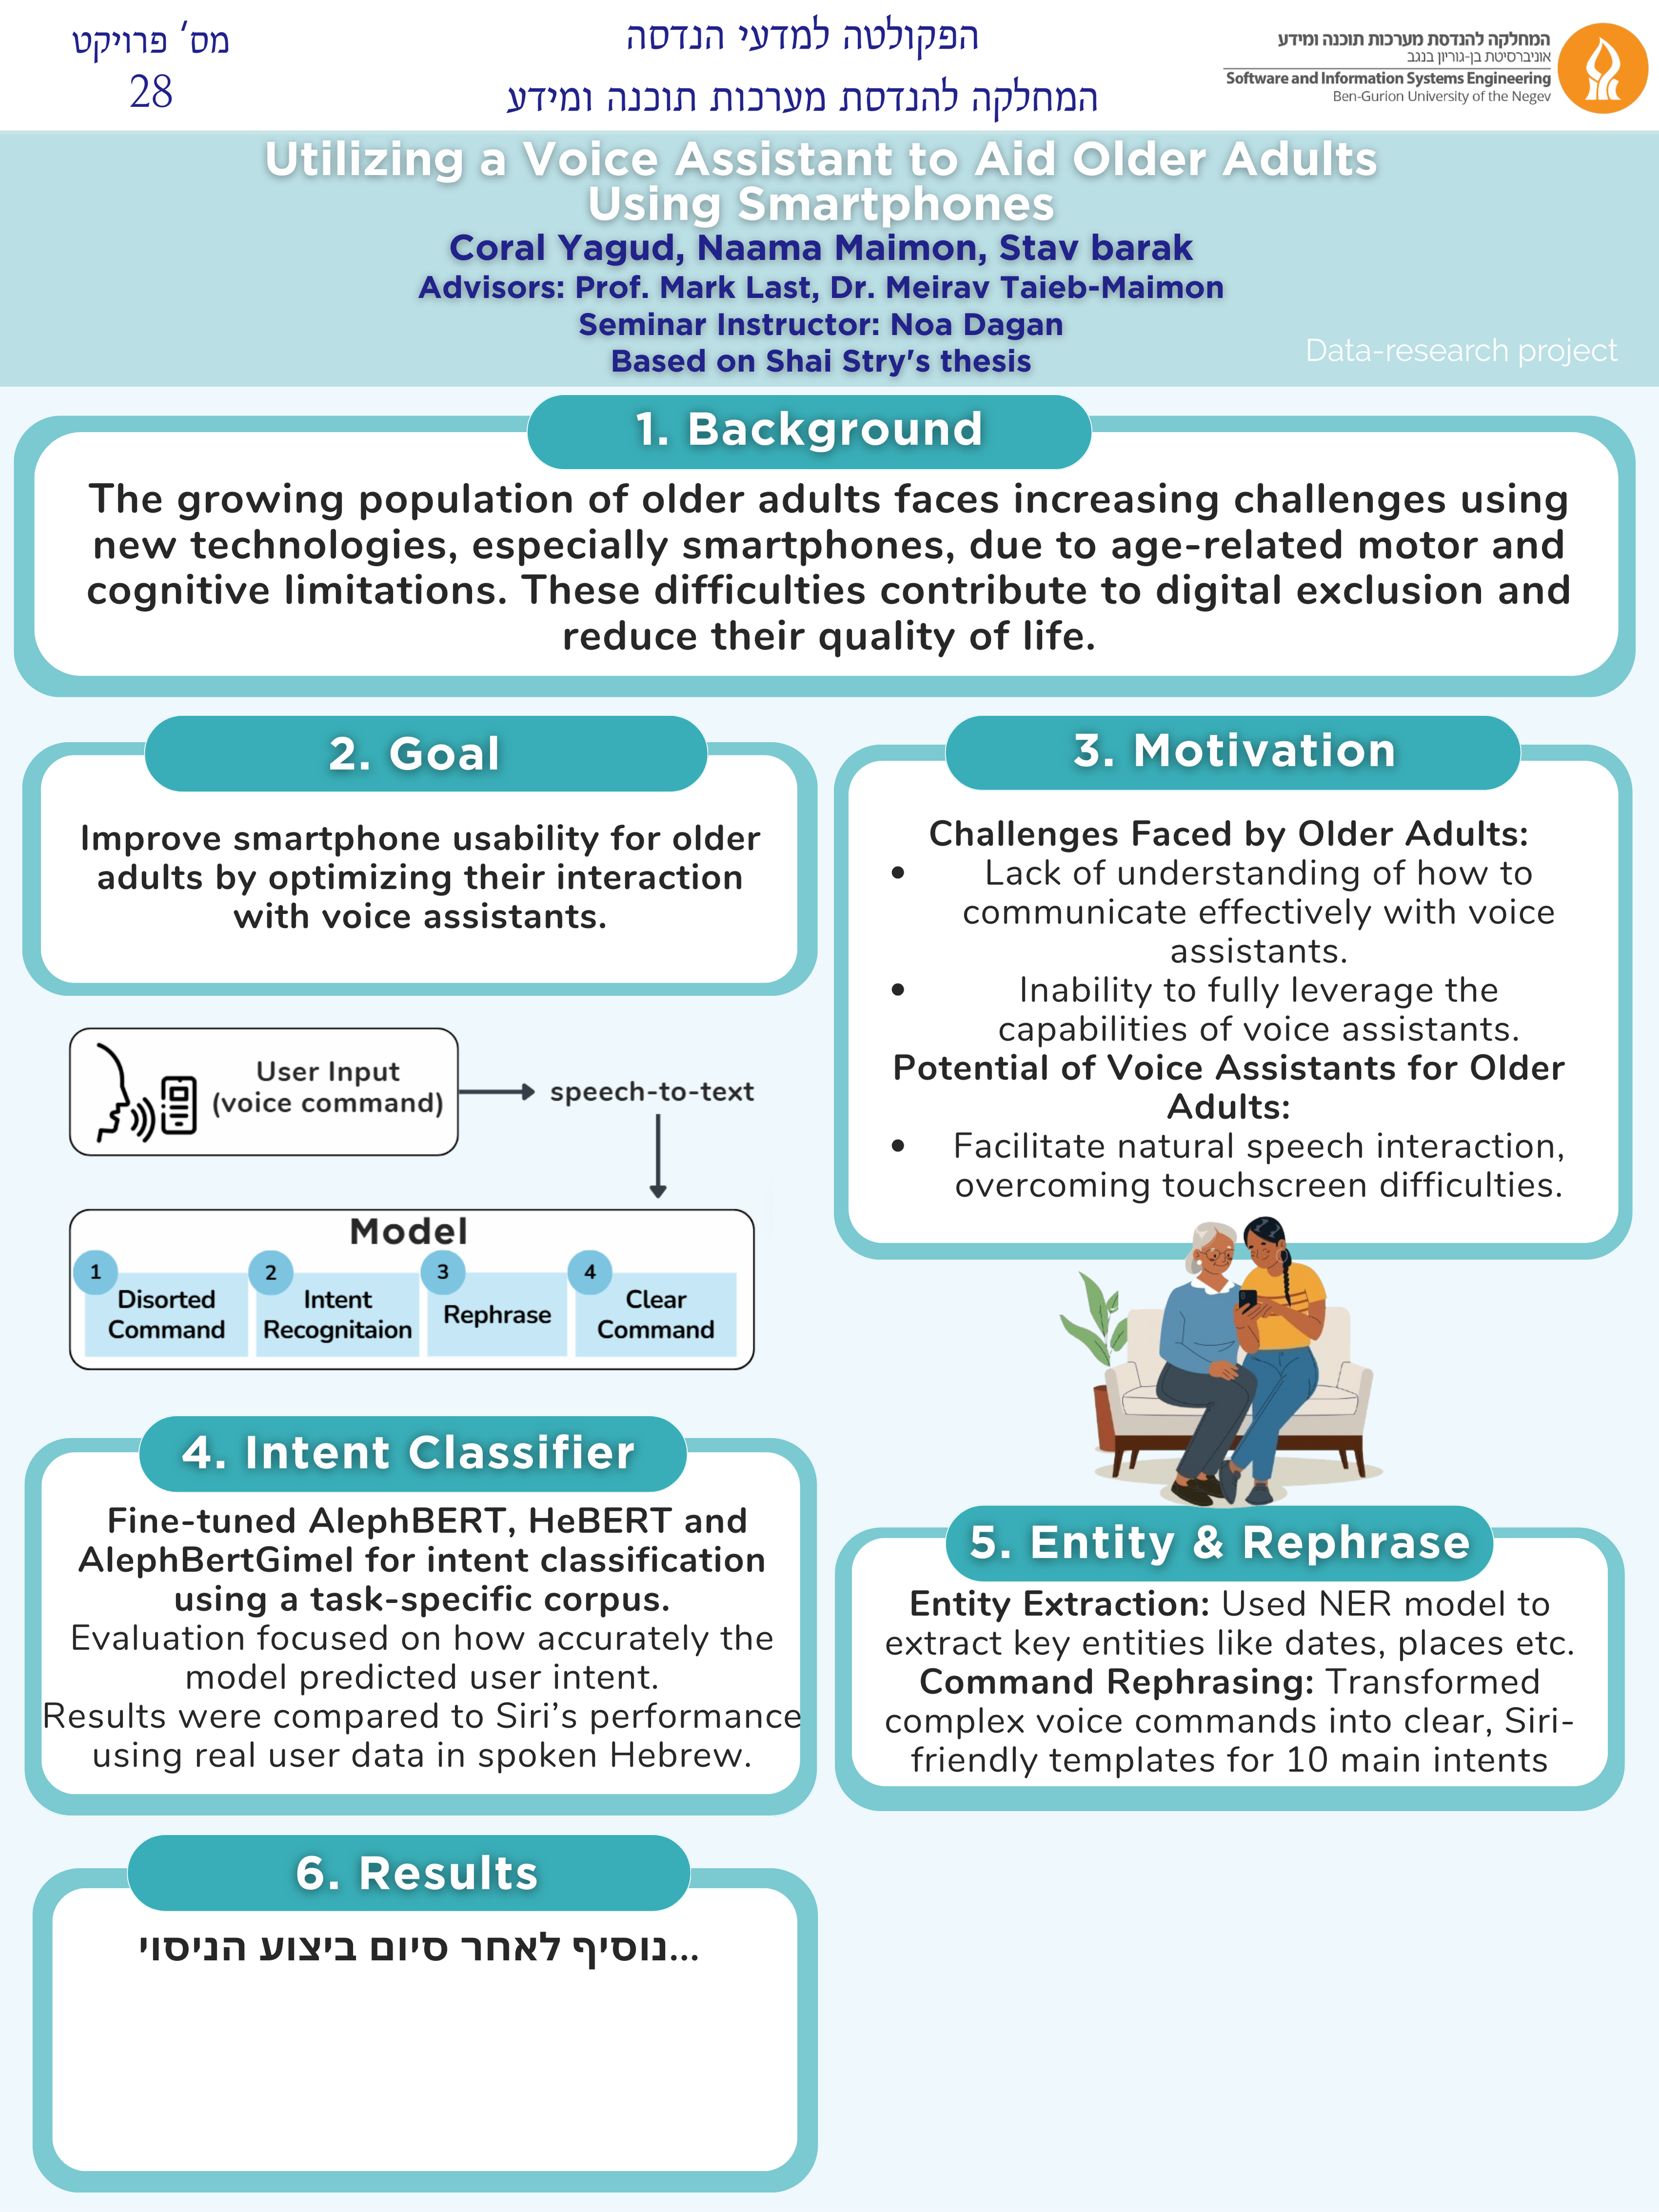 מס' פרויקט
28
הפקולטה למדעי הנדסה
המחלקה להנדסת מערכות תוכנה ומידע
המחלקה להנדסת מערכות תוכנה ומידע
אוניברסיטת בן-גוריון בנגב
Software and Information Systems Engineering
Ben-Gurion University of the Negev
Utilizing a Voice Assistant to Aid Older Adults
Using Smartphones
Coral Yagud, Naama Maimon, Stav barak
Advisors: Prof. Mark Last, Dr. Meirav Taieb-Maimon
Seminar Instructor: Noa Dagan
Based on Shai Stry's thesis
Data-research project
1. Background
The growing population of older adults faces increasing challenges using
new technologies, especially smartphones, due to age-related motor and
cognitive limitations. These difficulties contribute to digital exclusion and
reduce their quality of life.
2. Goal
Improve smartphone usability for older
adults by optimizing their interaction
with voice assistants.
User Input
(voice command)
speech-to-text
Model
1
Disorted
Command
2
Intent
Recognitaion
3
Rephrase
4
Clear
Command
3. Motivation
Challenges Faced by Older Adults:
• Lack of understanding of how to
communicate effectively with voice
assistants.
• Inability to fully leverage the
capabilities of voice assistants.
Potential of Voice Assistants for Older
Adults:
• Facilitate natural speech interaction,
overcoming touchscreen difficulties.
4. Intent Classifier
Fine-tuned AlephBERT, HeBERT and
AlephBertGimel for intent classification
using a task-specific corpus.
Evaluation focused on how accurately the
model predicted user intent.
Results were compared to Siri's performance
using real user data in spoken Hebrew.
5. Entity & Rephrase
Entity Extraction: Used NER model to
extract key entities like dates, places etc.
Command Rephrasing: Transformed
complex voice commands into clear, Siri-
friendly templates for 10 main intents
6. Results
נוסיף לאחר סיום ביצוע הניסוי...